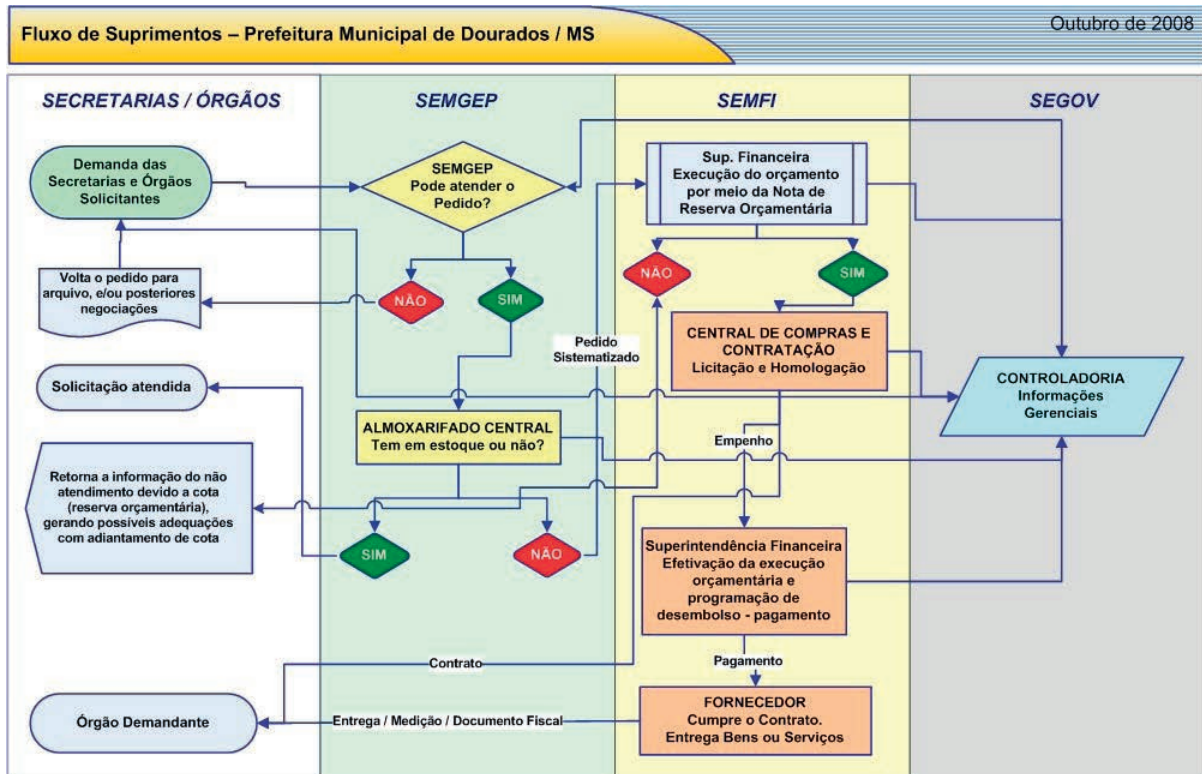 Fluxo de Suprimentos – Prefeitura Municipal de Dourados / MS
Outubro de 2008
SECRETARIAS / ÓRGÃOS
SEMGEP
SEMFI
SEGOV
Demanda das
Secretarias e Órgãos
Solicitantes
SEMGEP
Pode atender o
Pedido?
Sup. Financeira
Execução do orçamento
por meio da Nota de
Reserva Orçamentária
Volta o pedido para
arquivo, e/ou posteriores
negociações
NÃO
SIM
NÃO
SIM
Pedido
Sistematizado
CENTRAL DE COMPRAS E
CONTRATAÇÃO
Licitação e Homologação
Solicitação atendida
CONTROLADORIA
Informações
Gerenciais
ALMOXARIFADO CENTRAL
Tem em estoque ou não?
Empenho
Retorna a informação do não
atendimento devido a cota
(reserva orçamentária),
gerando possíveis adequações
com adiantamento de cota
SIM
NÃO
Superintendência Financeira
Efetivação da execução
orçamentária e
programação de
desembolso - pagamento
Contrato
Pagamento
Órgão Demandante
Entrega / Medição / Documento Fiscal
FORNECEDOR
Cumpre o Contrato.
Entrega Bens ou Serviços